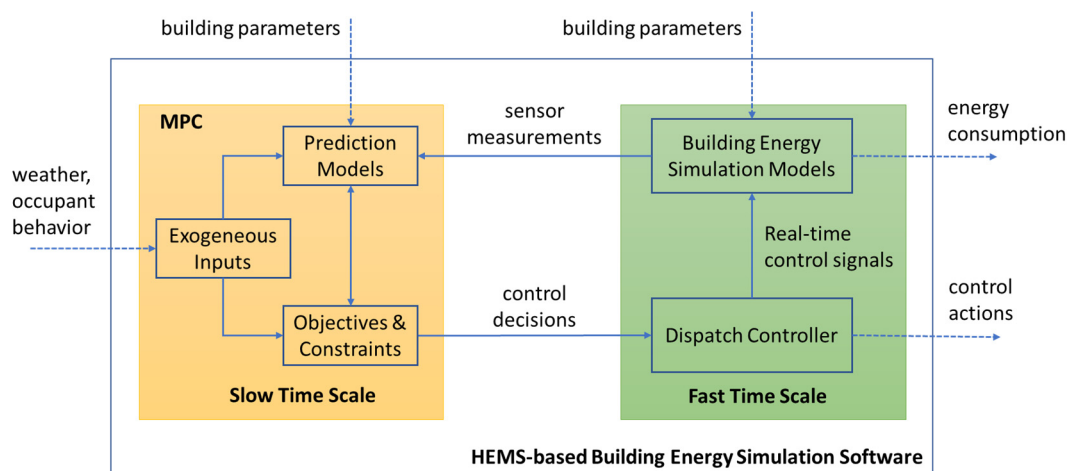 building parameters
building parameters
MPC
Prediction
Models
sensor
measurements
Building Energy
Simulation Models
energy
consumption
weather,
occupant
behavior
Exogeneous
Inputs
Real-time
control signals
Objectives &
Constraints
control
decisions
Dispatch Controller
control
actions
Slow Time Scale
Fast Time Scale
HEMS-based Building Energy Simulation Software